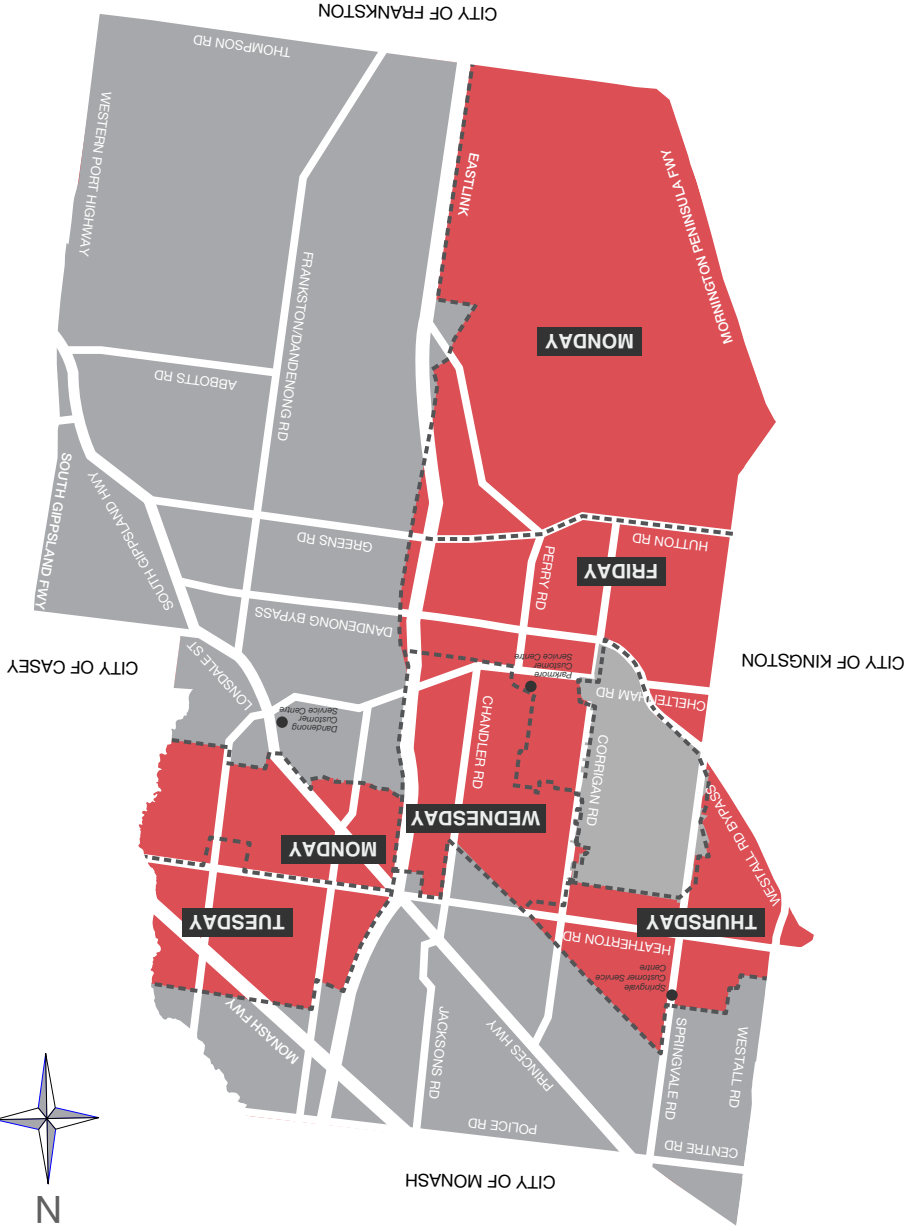 N
CITY OF MONASH
CENTRE RD
POLICE RD
WESTALL RD
SPRINGVALE RD
JACKSONS RD
PRINCES HWY
MONASH FWY
Springvale
Customer Service
Centre
HEATHERTON RD
THURSDAY
TUESDAY
WESTALL RD BYPASS
MONDAY
WEDNESDAY
CORRIGAN RD
CHANDLER RD
Dandenong
Customer
Service Centre
CHELTENHAM RD
LONSDALE ST
Parkmore
Customer
Service Centre
CITY OF KINGSTON
CITY OF CASEY
DANDENONG BYPASS
PERRY RD
FRIDAY
SOUTH GIPPSLAND HWY
SOUTH GIPPSLAND FWY
HUTTON RD
GREENS RD
ABBOTTS RD
FRANKSTON/DANDENONG RD
MONDAY
MORNINGTON PENINSULA FWY
EASTLINK
WESTERN PORT HIGHWAY
THOMPSON RD
CITY OF FRANKSTON